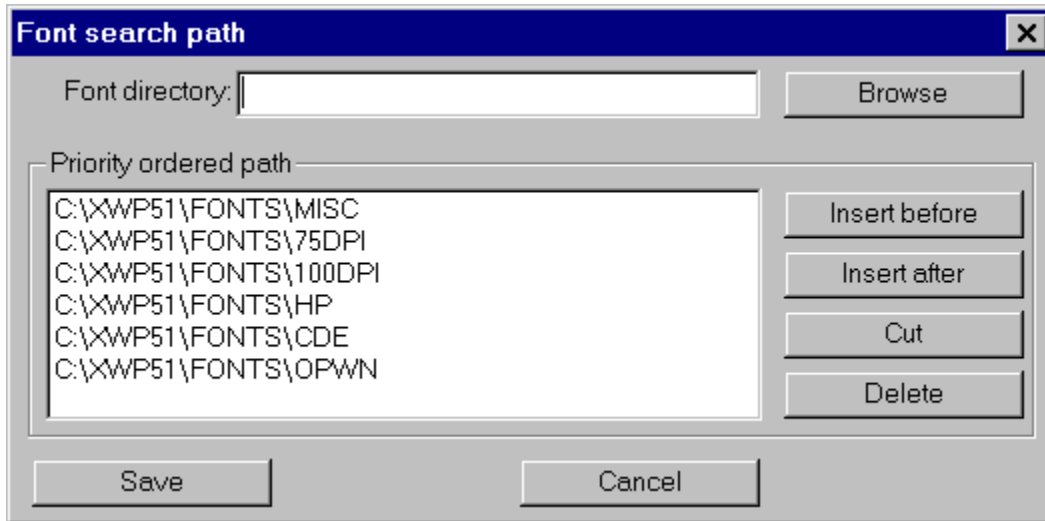 Font search path
Font directory:
Browse
Priority ordered path
C:\XWP51\FONTS\MISC
C:\XWP51\FONTS\75DPI
C:\XWP51\FONTS\100DPI
C:\XWP51\FONTS\HP
C:\XWP51\FONTS\CDE
C:\XWP51\FONTS\OPWN
Insert before
Insert after
Cut
Delete
Save
Cancel